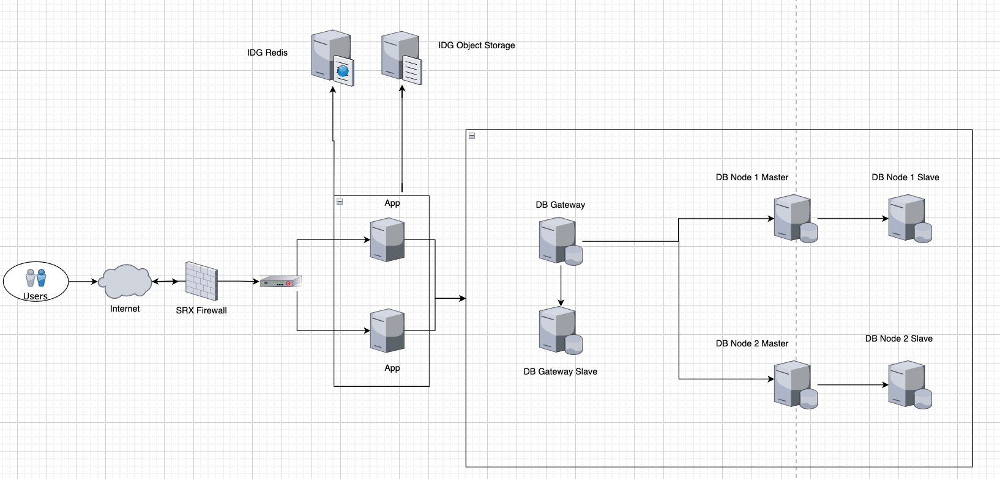 IDG Redis
IDG Object Storage
DB Node 1 Master
DB Node 1 Slave
App
DB Gateway
Users
Internet
SRX Firewall
DB Node 2 Master
DB Node 2 Slave
App
DB Gateway Slave